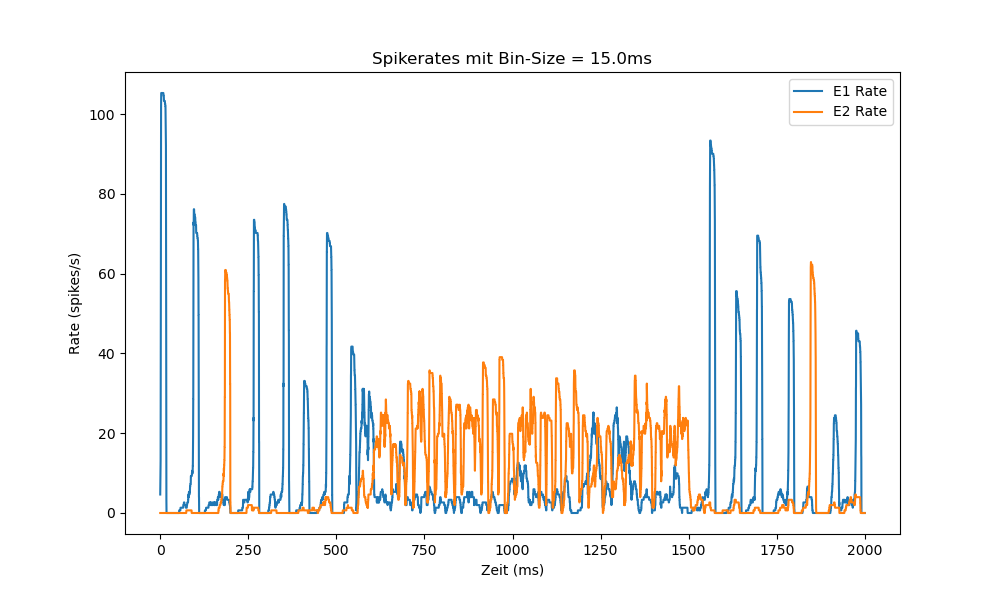 Spikerates mit Bin-Size = 15.0ms
E1 Rate
E2 Rate
Rate (spikes/s)
100
80
60
40
20
0
0 250 500 750 1000 1250 1500 1750 2000
Zeit (ms)